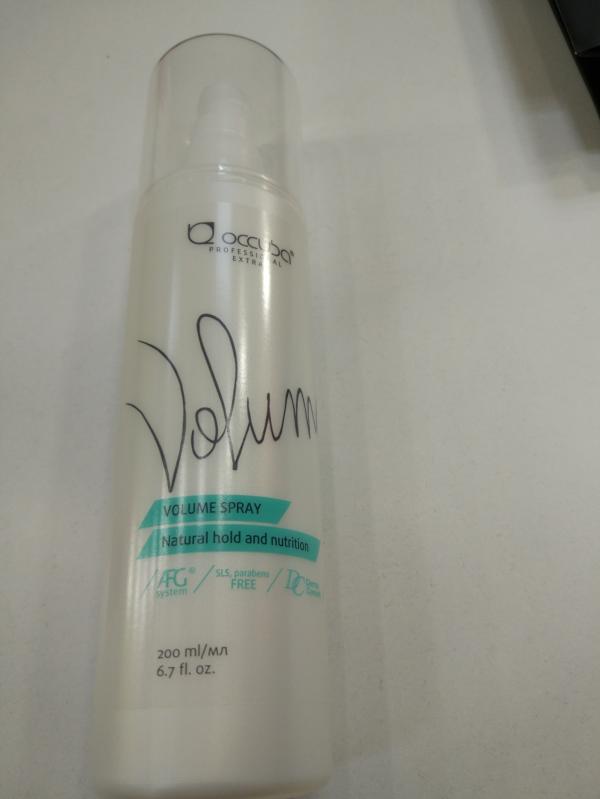 occuba®
PROFESSIONAL
EXTRA
Volum
VOLUME SPRAY
Natural hold and nutrition
AFG®
system
SLS, parabens
FREE
DC
200 ml/мл
6.7 fl. oz.